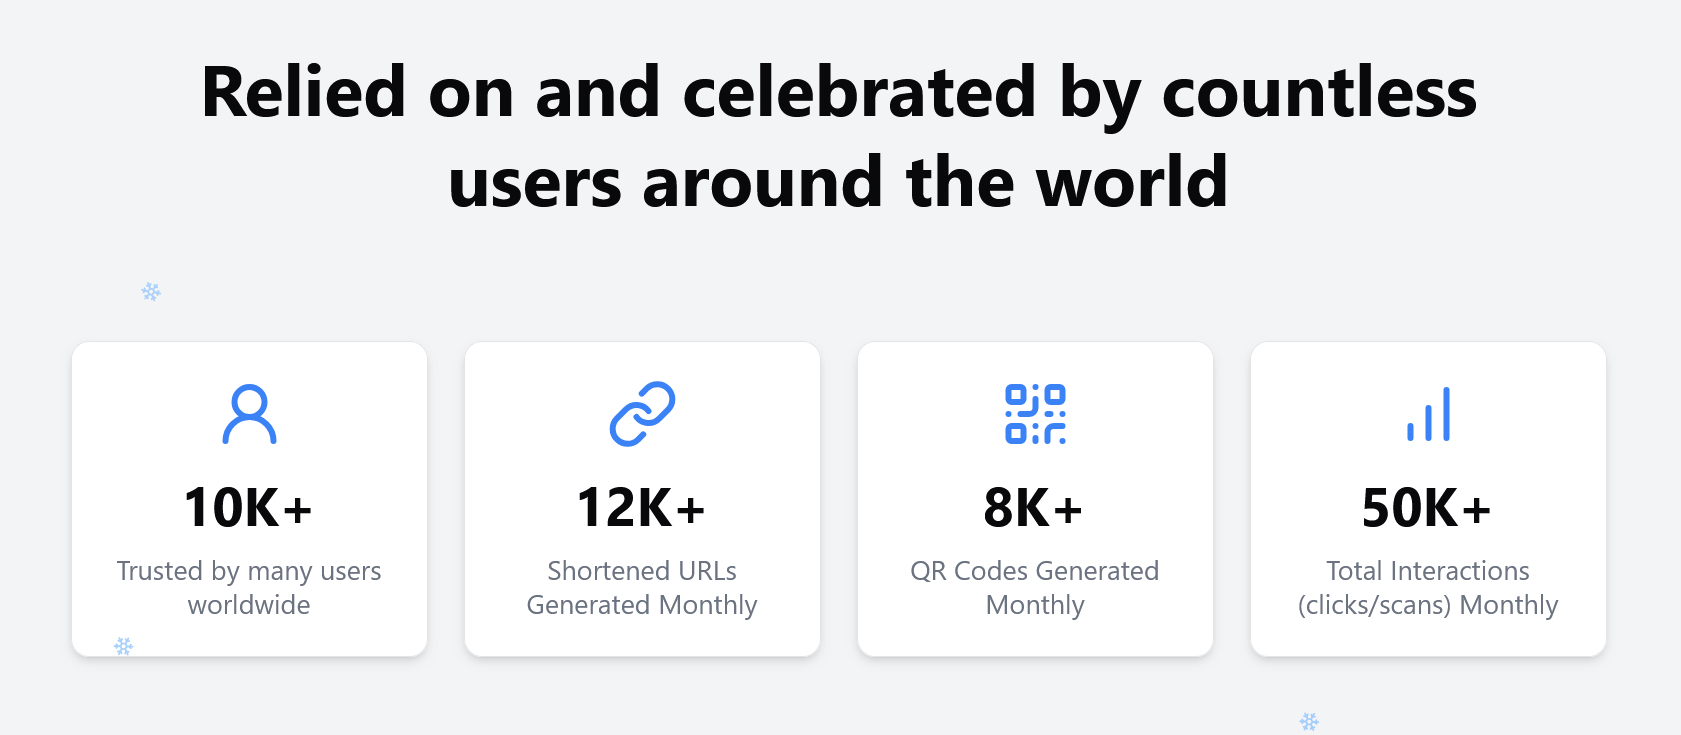 Relied on and celebrated by countless
users around the world
10K+
Trusted by many users
worldwide
12K+
Shortened URLs
Generated Monthly
8K+
QR Codes Generated
Monthly
50K+
Total Interactions
(clicks/scans) Monthly